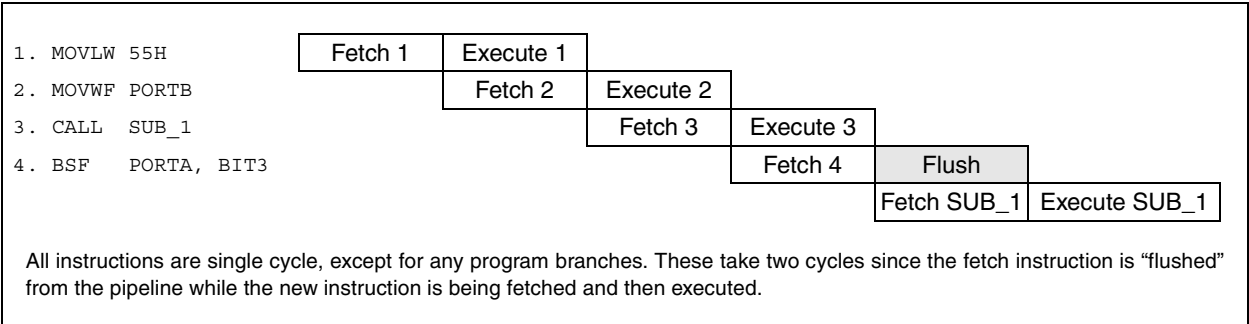 1. MOVLW 55H Fetch 1 Execute 1
2. MOVWF PORTB Fetch 2 Execute 2
3. CALL SUB_1 Fetch 3 Execute 3
4. BSF PORTA, BIT3 Fetch 4 Flush
Fetch SUB_1 Execute SUB_1
All instructions are single cycle, except for any program branches. These take two cycles since the fetch instruction is “flushed”
from the pipeline while the new instruction is being fetched and then executed.